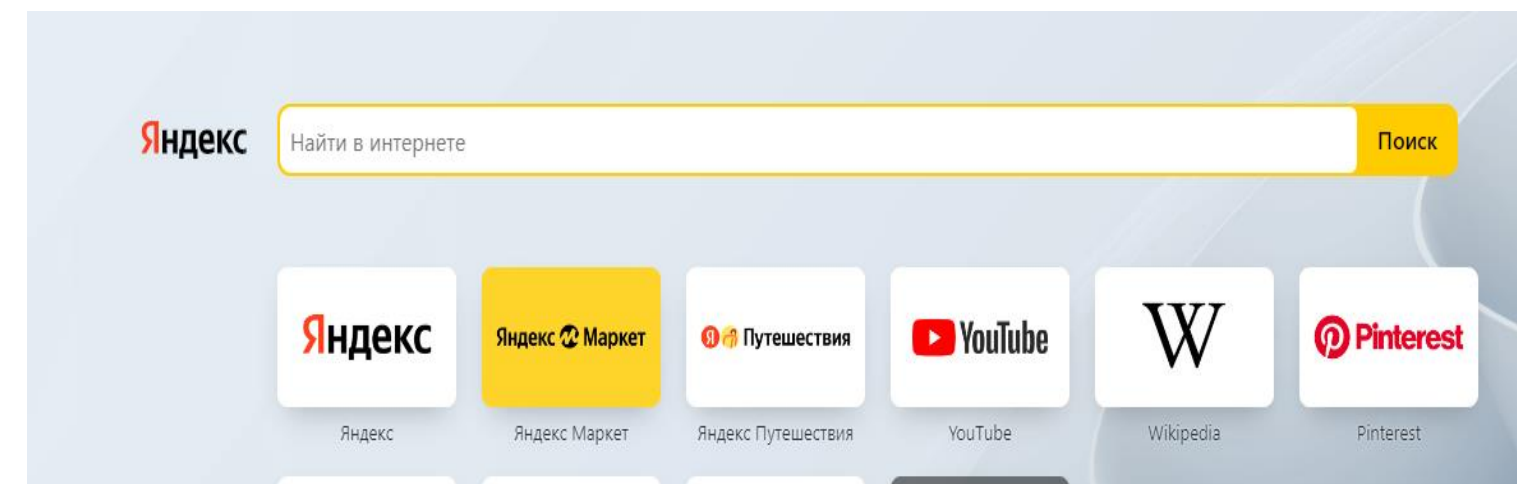 Яндекс
Найти в интернете
Поиск
Яндекс
Яндекс Маркет
Я Путешествия
YouTube
W
Pinterest
Яндекс
Яндекс Маркет
Яндекс Путешествия
YouTube
Wikipedia
Pinterest